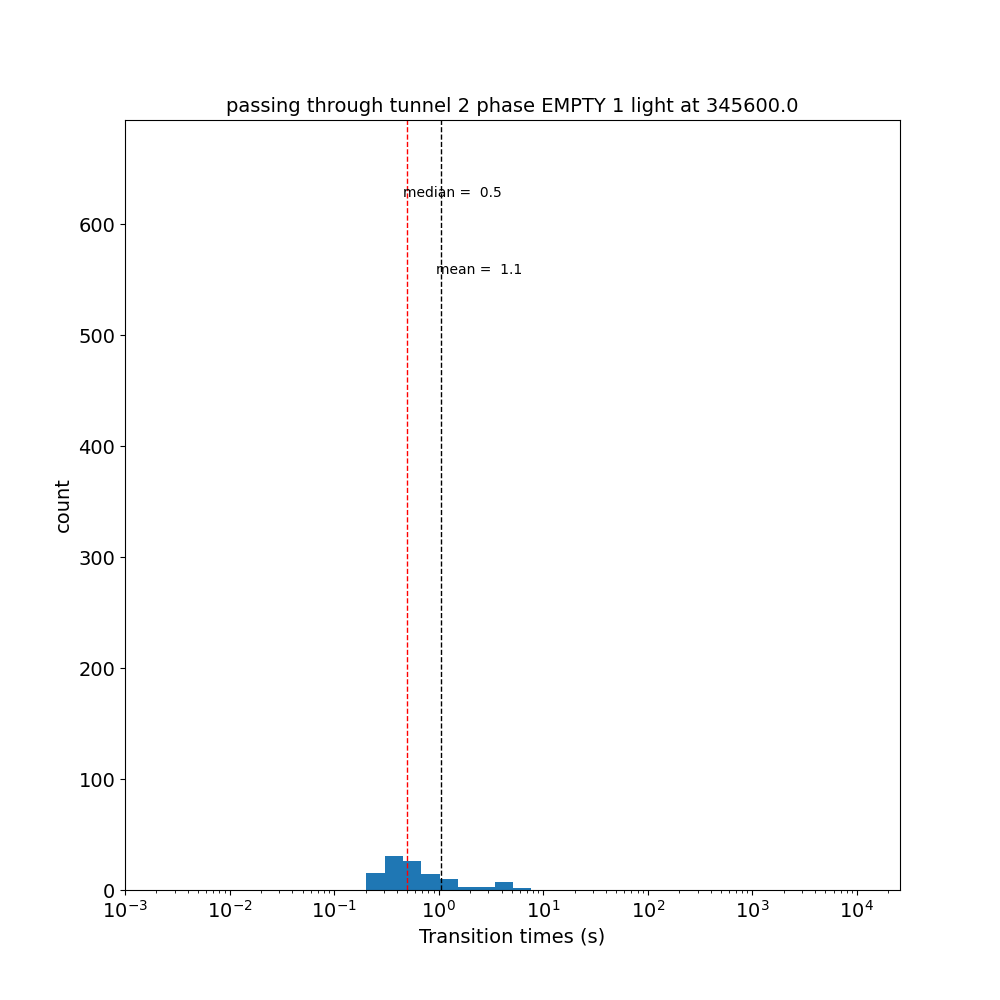 passing through tunnel 2 phase EMPTY 1 light at 345600.0
median =  0.5
mean =  1.1
600
500
400
300
200
100
0
count
10⁻³ 10⁻² 10⁻¹ 10⁰ 10¹ 10² 10³ 10⁴
Transition times (s)